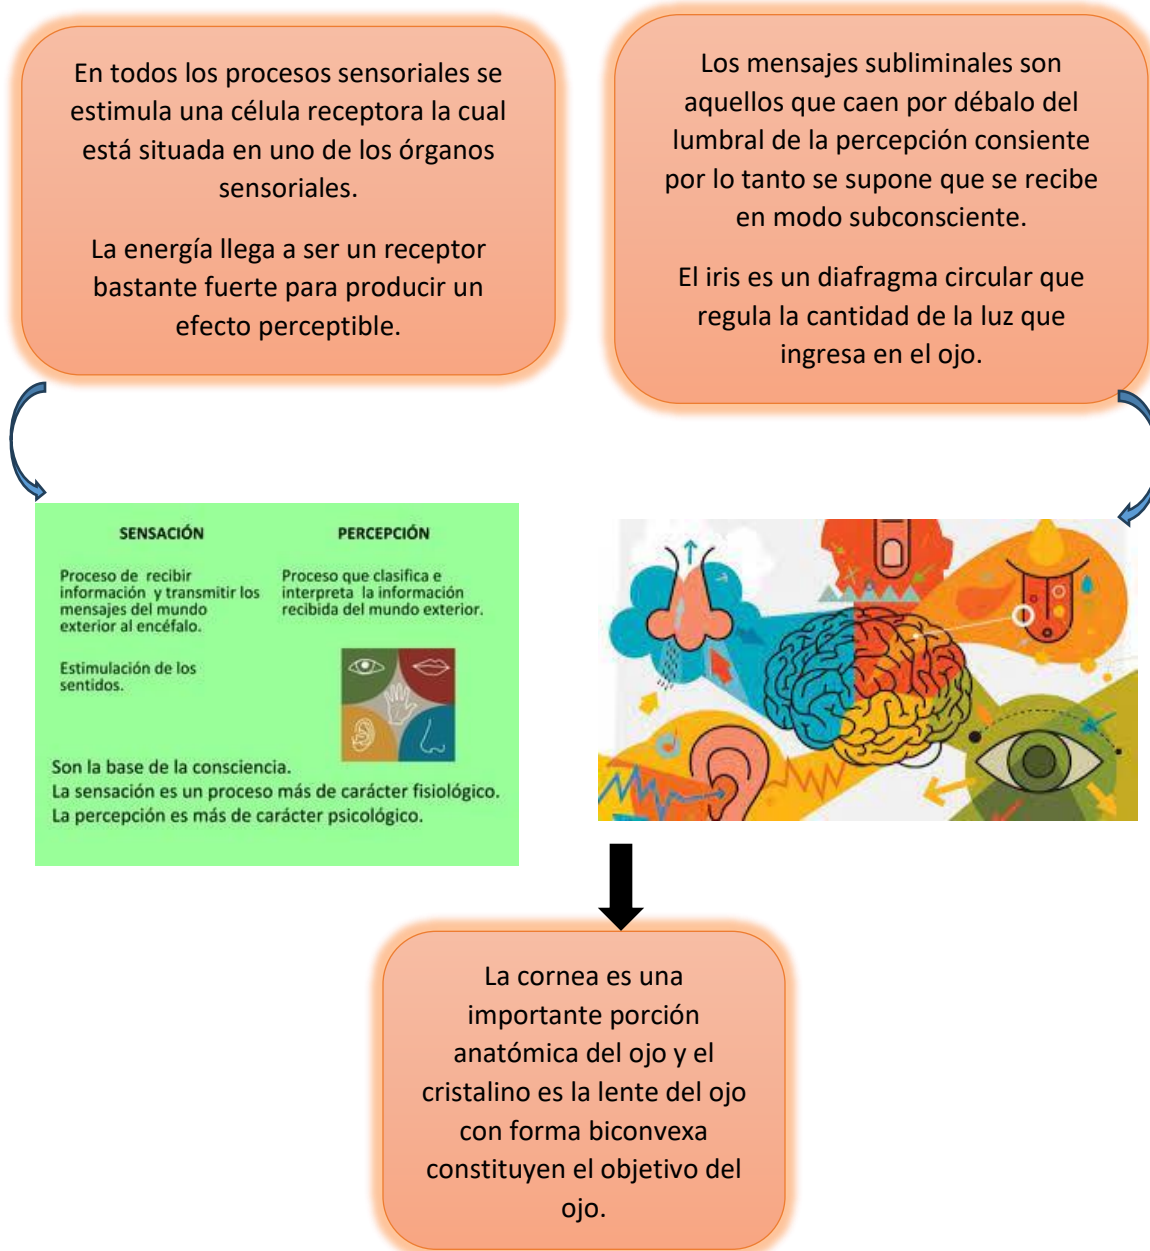 En todos los procesos sensoriales se
estimula una célula receptora la cual
está situada en uno de los órganos
sensoriales.
La energía llega a ser un receptor
bastante fuerte para producir un
efecto perceptible.
Los mensajes subliminales son
aquellos que caen por débalo del
lumbral de la percepción consiente
por lo tanto se supone que se recibe
en modo subconsciente.
El iris es un diafragma circular que
regula la cantidad de la luz que
ingresa en el ojo.
SENSACIÓN
Proceso de recibir
información y transmitir los
mensajes del mundo
exterior al encéfalo.
Estimulación de los
sentidos.
PERCEPCIÓN
Proceso que clasifica e
interpreta la información
recibida del mundo exterior.
Son la base de la consciencia.
La sensación es un proceso más de carácter fisiológico.
La percepción es más de carácter psicológico.
La cornea es una
importante porción
anatómica del ojo y el
cristalino es la lente del ojo
con forma biconvexa
constituyen el objetivo del
ojo.